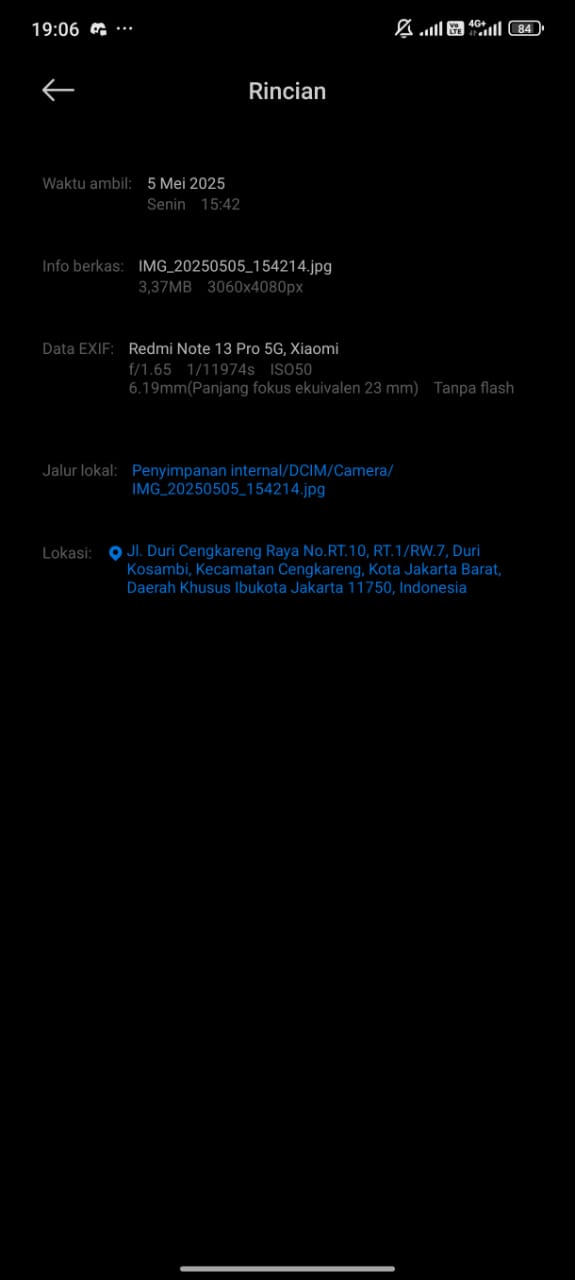 19:06 ... Vo LTE 4G+ 84
Rincian
Waktu ambil: 5 Mei 2025
Senin 15:42
Info berkas: IMG_20250505_154214.jpg
3,37MB 3060x4080px
Data EXIF: Redmi Note 13 Pro 5G, Xiaomi
f/1.65 1/11974s ISO50
6.19mm(Panjang fokus ekuivalen 23 mm) Tanpa flash
Jalur lokal: Penyimpanan internal/DCIM/Camera/
IMG_20250505_154214.jpg
Lokasi: Jl. Duri Cengkareng Raya No.RT.10, RT.1/RW.7, Duri
Kosambi, Kecamatan Cengkareng, Kota Jakarta Barat,
Daerah Khusus Ibukota Jakarta 11750, Indonesia